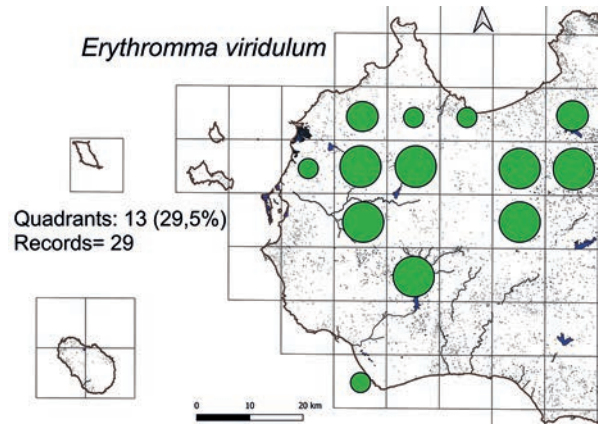 Erythromma viridulum
Quadrants: 13 (29,5%)
Records= 29
0 10 20 km